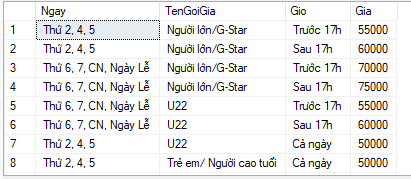 Ngay TenGoiGia Gio Gia
1 Thứ 2, 4, 5 Người lớn/G-Star Trước 17h 55000
2 Thứ 2, 4, 5 Người lớn/G-Star Sau 17h 60000
3 Thứ 6, 7, CN, Ngày Lễ Người lớn/G-Star Trước 17h 70000
4 Thứ 6, 7, CN, Ngày Lễ Người lớn/G-Star Sau 17h 75000
5 Thứ 6, 7, CN, Ngày Lễ U22 Trước 17h 55000
6 Thứ 6, 7, CN, Ngày Lễ U22 Sau 17h 60000
7 Thứ 2, 4, 5 U22 Cả ngày 50000
8 Thứ 2, 4, 5 Trẻ em/ Người cao tuổi Cả ngày 50000